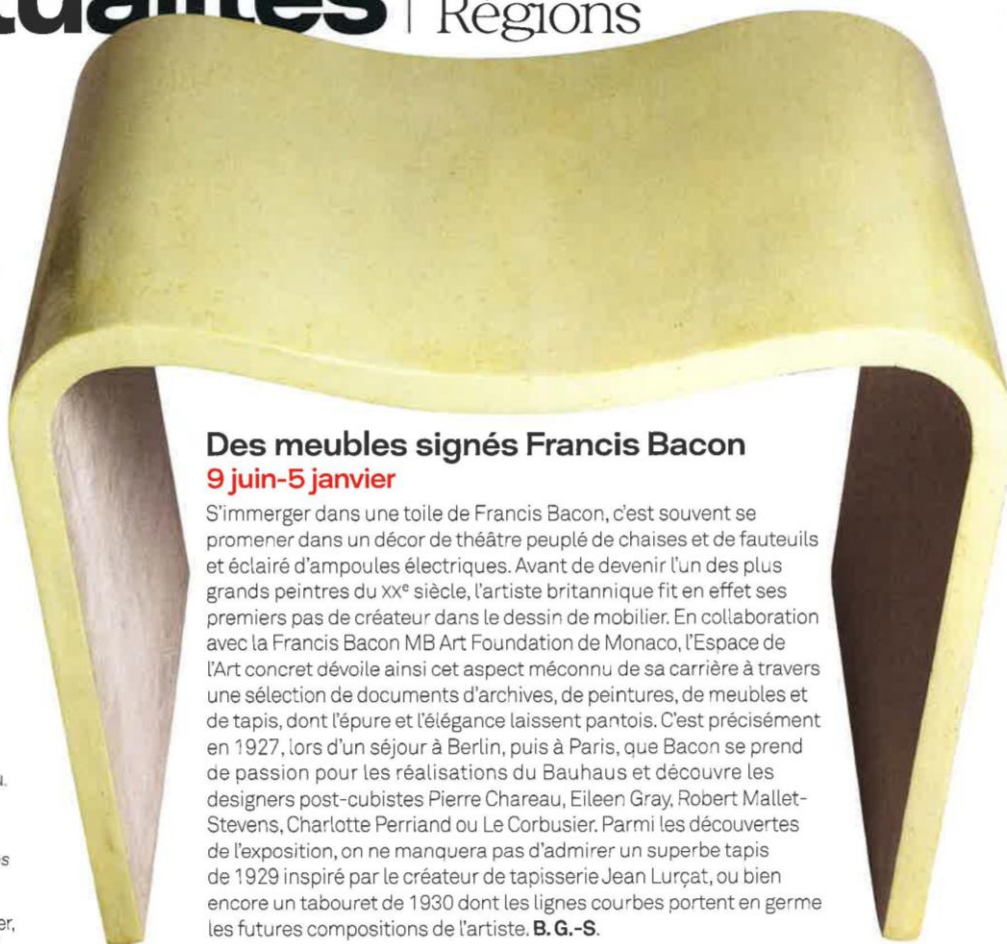 Régions
Des meubles signés Francis Bacon
9 juin-5 janvier
S'immerger dans une toile de Francis Bacon, c'est souvent se
promener dans un décor de théâtre peuplé de chaises et de fauteuils
et éclairé d'ampoules électriques. Avant de devenir l'un des plus
grands peintres du XXe siècle, l'artiste britannique fit en effet ses
premiers pas de créateur dans le dessin de mobilier. En collaboration
avec la Francis Bacon MB Art Foundation de Monaco, l'Espace de
l'Art concret dévoile ainsi cet aspect méconnu de sa carrière à travers
une sélection de documents d'archives, de peintures, de meubles et
de tapis, dont l'épure et l'élégance laissent pantois. C'est précisément
en 1927, lors d'un séjour à Berlin, puis à Paris, que Bacon se prend
de passion pour les réalisations du Bauhaus et découvre les
designers post-cubistes Pierre Chareau, Eileen Gray, Robert Mallet-
Stevens, Charlotte Perriand ou Le Corbusier. Parmi les découvertes
de l'exposition, on ne manquera pas d'admirer un superbe tapis
de 1929 inspiré par le créateur de tapisserie Jean Lurçat, ou bien
encore un tabouret de 1930 dont les lignes courbes portent en germe
les futures compositions de l'artiste. B.G.-S.